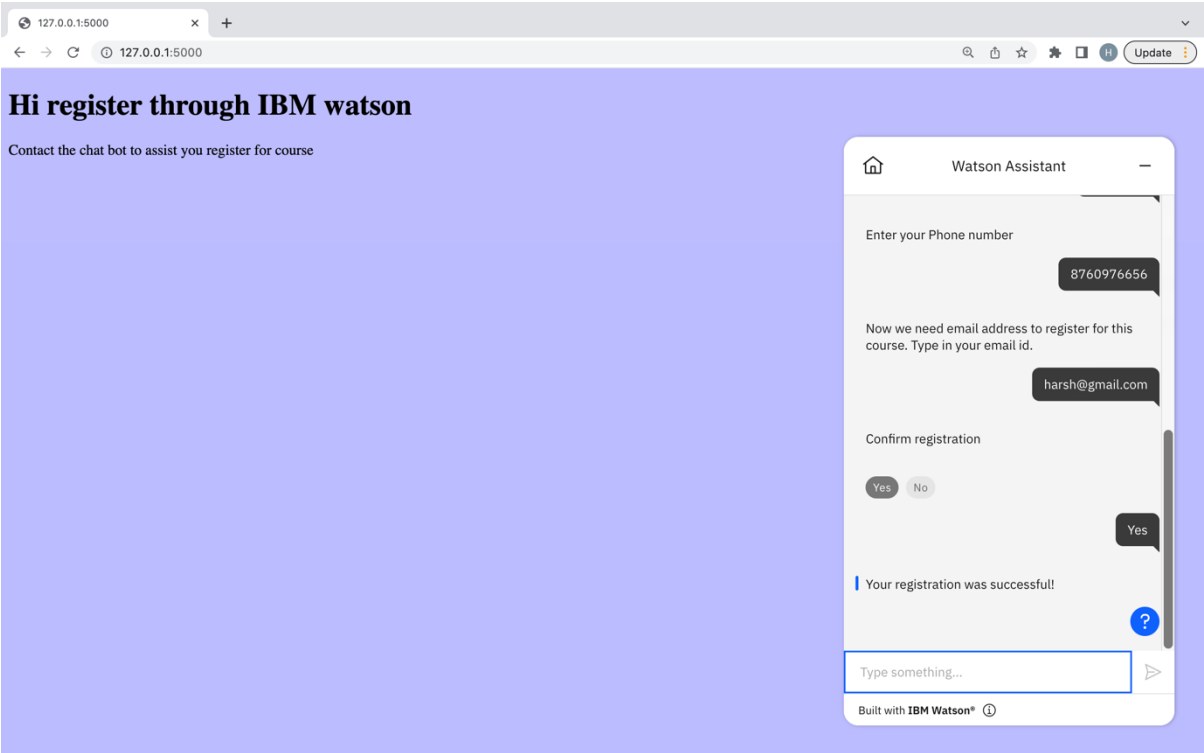 127.0.0.1:5000
127.0.0.1:5000
H
Update
Hi register through IBM watson
Contact the chat bot to assist you register for course
Watson Assistant
Enter your Phone number
8760976656
Now we need email address to register for this
course. Type in your email id.
harsh@gmail.com
Confirm registration
Yes No
Yes
Your registration was successful!
?
Type something...
Built with IBM Watson®